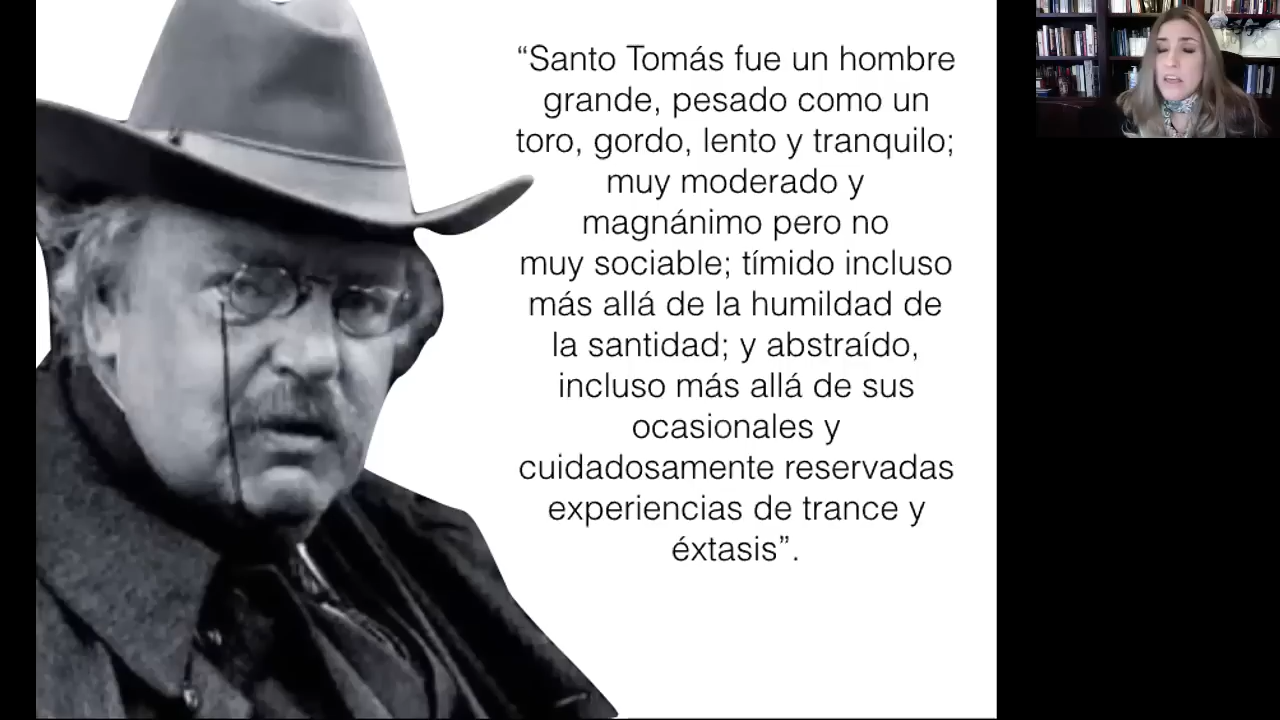 “Santo Tomás fue un hombre
grande, pesado como un
toro, gordo, lento y tranquilo;
muy moderado y
magnánimo pero no
muy sociable; tímido incluso
más allá de la humildad de
la santidad; y abstraído,
incluso más allá de sus
ocasionales y
cuidadosamente reservadas
experiencias de trance y
éxtasis”.